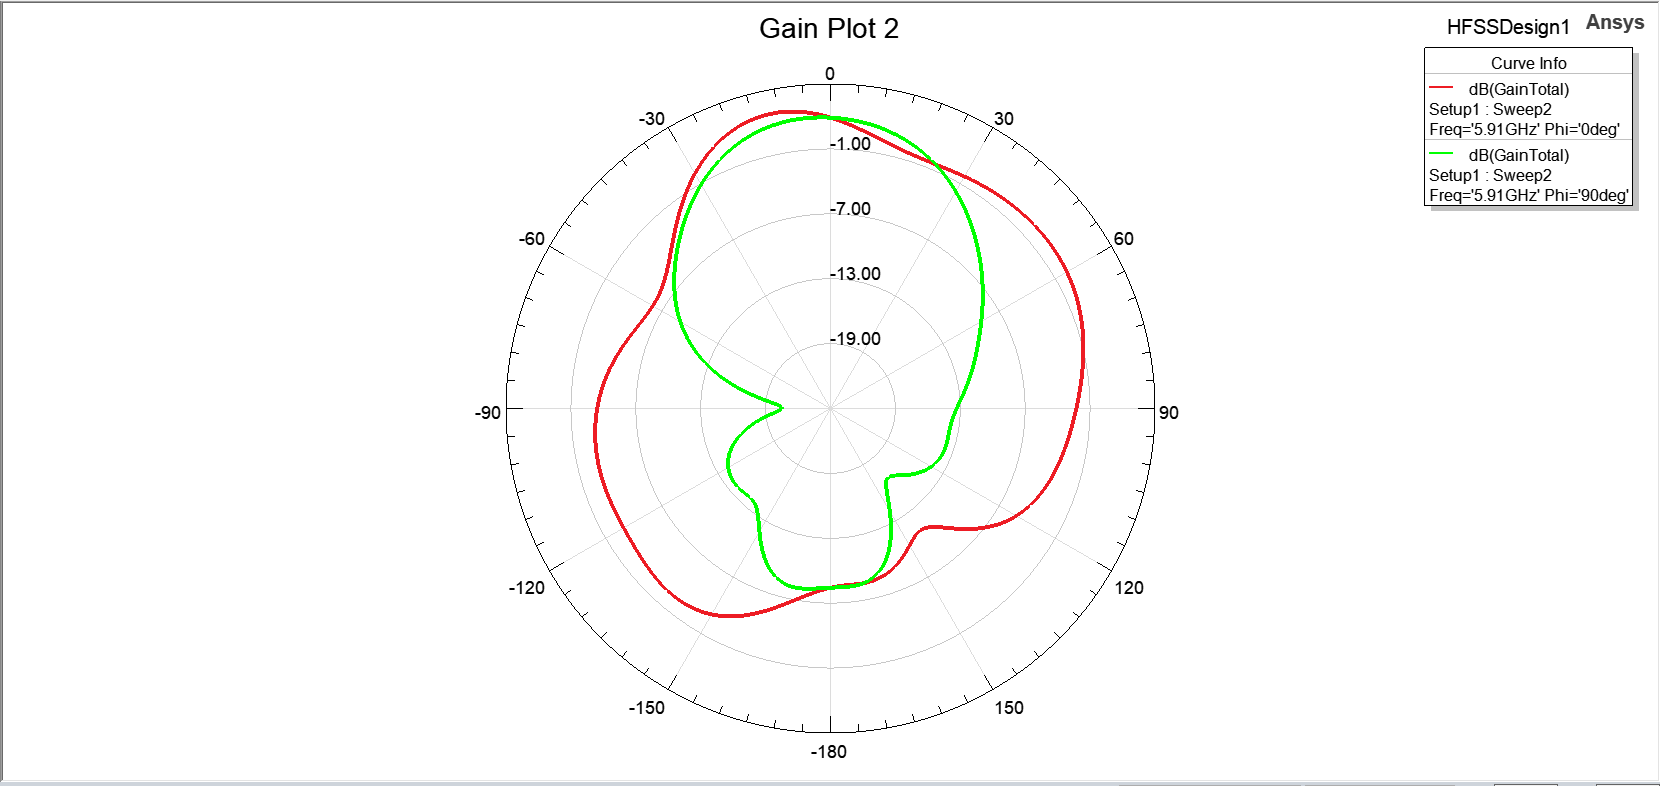 Gain Plot 2
HFSSDesign1
Ansys
Curve Info
dB(GainTotal)
Setup1 : Sweep2
Freq='5.91GHz' Phi='0deg'
dB(GainTotal)
Setup1 : Sweep2
Freq='5.91GHz' Phi='90deg'
0
-30
30
-1.00
-7.00
-60
60
-13.00
-19.00
-90
90
-120
120
-150
150
-180